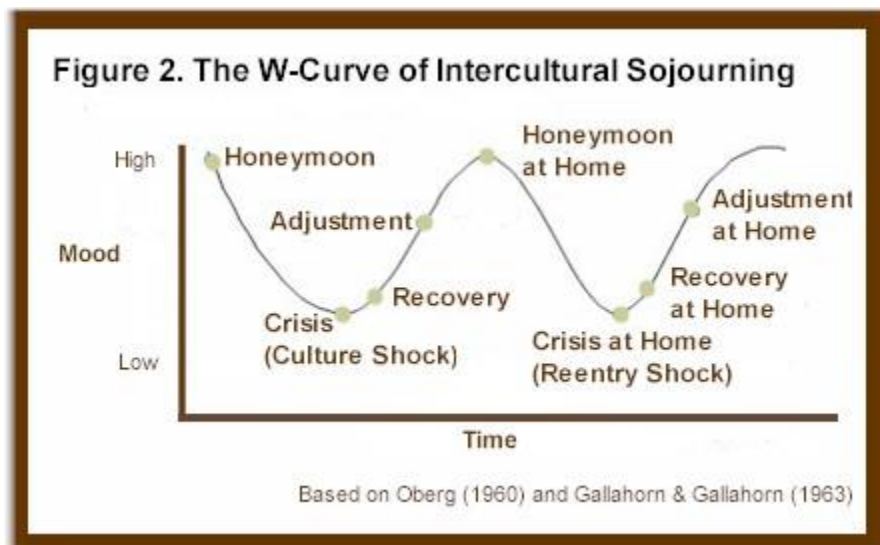 Figure 2. The W-Curve of Intercultural Sojourning
High
Honeymoon
Honeymoon
at Home
Adjustment
Adjustment
at Home
Mood
Recovery
Recovery
at Home
Crisis
(Culture Shock)
Crisis at Home
(Reentry Shock)
Low
Time
Based on Oberg (1960) and Gallahorn & Gallahorn (1963)